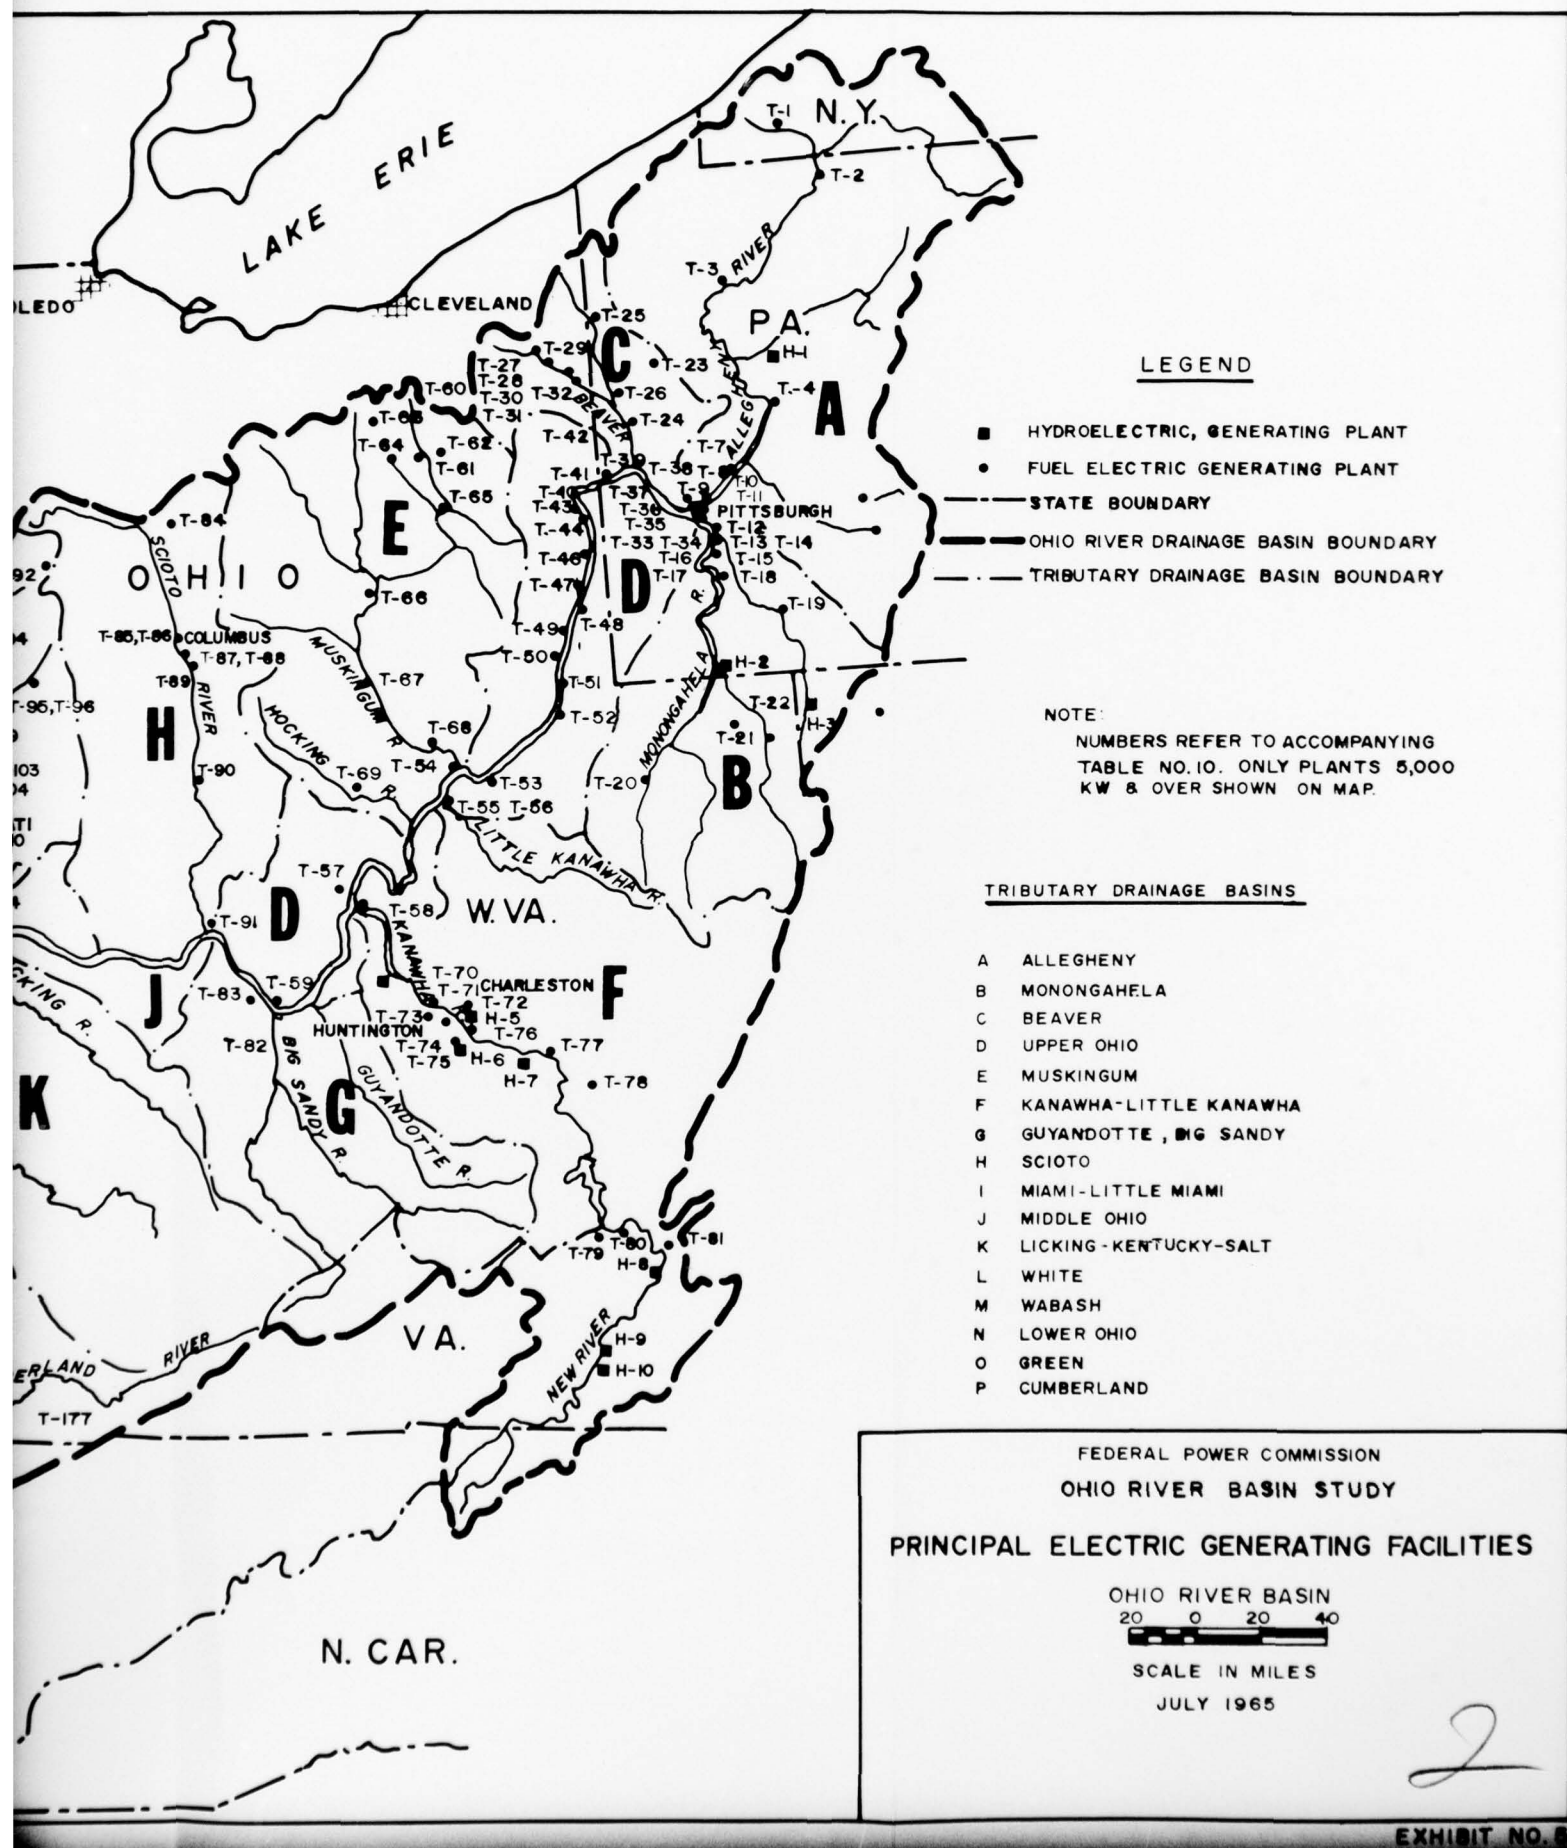 T-1 N.Y.
T-2
LAKE ERIE
T-3 RIVER
CLEVELAND
T-25
PA.
H-1
C
T-29
T-27
T-28
T-23
T-60
T-30
T-32
T-26
T-4
A
BEAVER
ALLEGHENY
T-31
T-24
T-64
T-62
T-42
T-7
T-61
T-41
T-39
T-38
T-10
T-65
T-37
T-9
T-11
T-43
T-36
PITTSBURGH
T-84
E
T-44
T-35
T-12
T-33 T-34
T-13 T-14
SCIOTO
T-46
T-16
T-15
OHIO
T-47
D
T-17
T-18
R.
T-66
T-19
T-48
T-49
T-85, T-86 COLUMBUS
T-87, T-88
T-50
H-2
MUSKINGUM R
T-89
RIVER
T-67
T-51
T-22
T-95, T-96
T-52
H-3
HOCKING R.
T-68
T-21
MONONGAHELA
H
T-90
T-54
T-69
T-53
T-20
B
T-55 T-56
LITTLE KANAWHA R.
T-57
T-91
D
T-58
W.VA.
KANAWHA
T-70
F
T-71 CHARLESTON
T-59
T-72
J
T-83
T-73
H-5
HUNTINGTON
T-76
T-82
T-74
T-75
H-6
T-77
H-7
T-78
BIG SANDY R.
GUYANDOTTE R.
K
G
T-79
T-80
T-81
H-8
VA.
RIVER
NEW RIVER
H-9
H-10
T-177
N. CAR.
LEGEND
HYDROELECTRIC, GENERATING PLANT
FUEL ELECTRIC GENERATING PLANT
STATE BOUNDARY
OHIO RIVER DRAINAGE BASIN BOUNDARY
TRIBUTARY DRAINAGE BASIN BOUNDARY
NOTE:
NUMBERS REFER TO ACCOMPANYING
TABLE NO. 10. ONLY PLANTS 5,000
KW & OVER SHOWN ON MAP.
TRIBUTARY DRAINAGE BASINS
A ALLEGHENY
B MONONGAHELA
C BEAVER
D UPPER OHIO
E MUSKINGUM
F KANAWHA-LITTLE KANAWHA
G GUYANDOTTE, BIG SANDY
H SCIOTO
I MIAMI-LITTLE MIAMI
J MIDDLE OHIO
K LICKING-KENTUCKY-SALT
L WHITE
M WABASH
N LOWER OHIO
O GREEN
P CUMBERLAND
FEDERAL POWER COMMISSION
OHIO RIVER BASIN STUDY
PRINCIPAL ELECTRIC GENERATING FACILITIES
OHIO RIVER BASIN
20 0 20 40
SCALE IN MILES
JULY 1965
2
EXHIBIT NO.